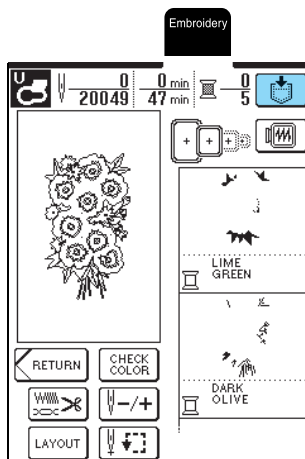 Embroidery
U
0 0 min 0
20049 47 min 5
LIME
GREEN
DARK
OLIVE
RETURN
CHECK
COLOR
-/+
LAYOUT